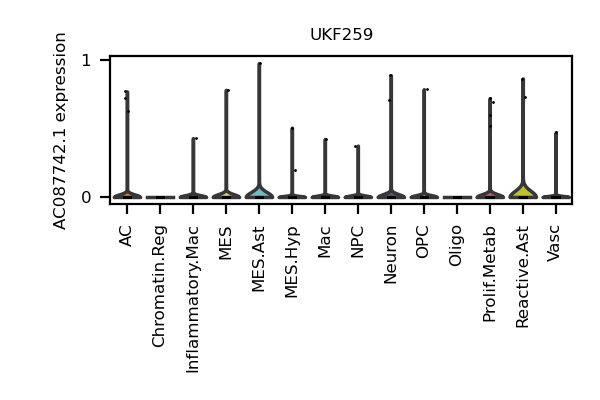 UKF259
AC087742.1 expression
1
0
AC
Chromatin.Reg
Inflammatory.Mac
MES
MES.Ast
MES.Hyp
Mac
NPC
Neuron
OPC
Oligo
Prolif.Metab
Reactive.Ast
Vasc